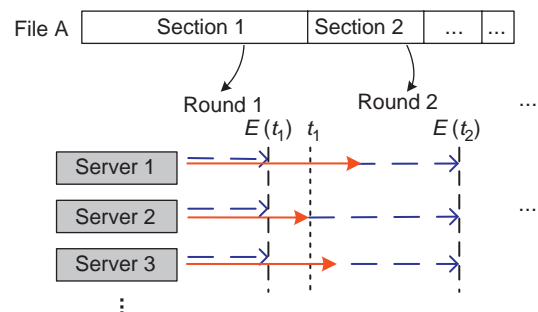 File A Section 1 Section 2 ... ...
Round 1 Round 2 ...
E(t₁) t₁ E(t₂)
Server 1
Server 2 ...
Server 3
⋮